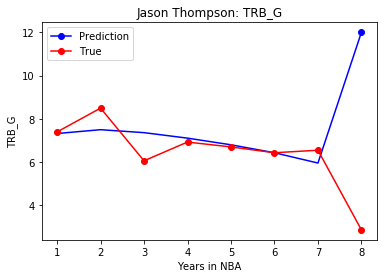 Jason Thompson: TRB_G
Prediction
True
12
10
8
6
4
TRB_G
1 2 3 4 5 6 7 8
Years in NBA